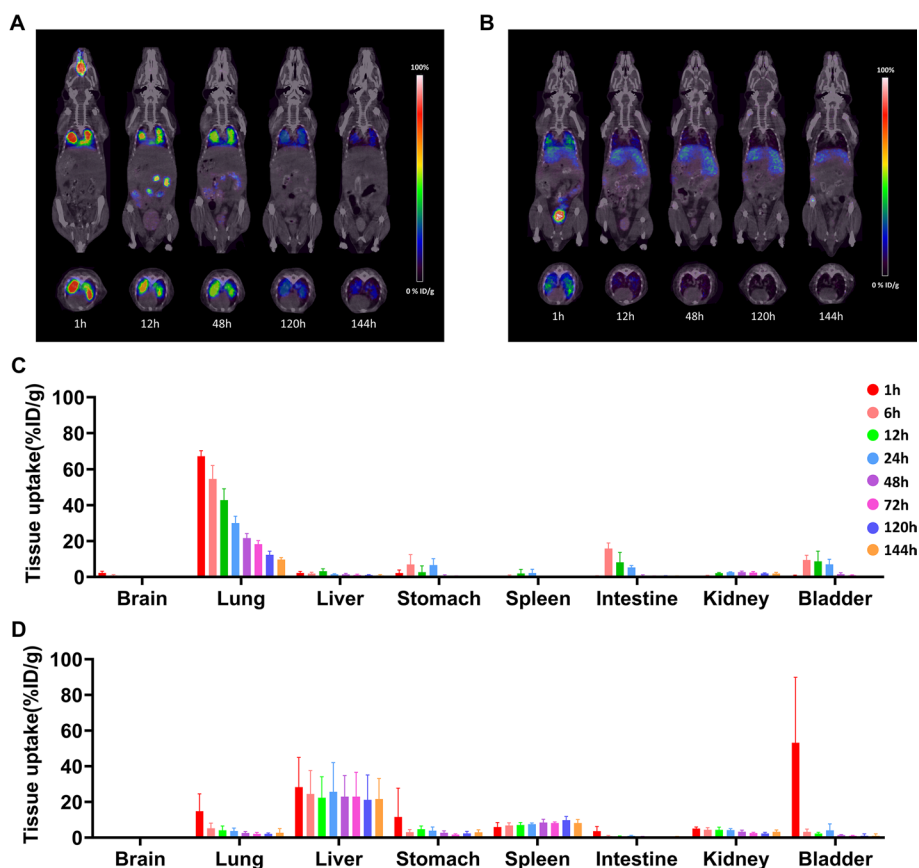 A
B
100%
100%
0 % ID/g
0 % ID/g
1h 12h 48h 120h 144h
1h 12h 48h 120h 144h
C
Tissue uptake(%ID/g)
100
80
60
40
20
0
Brain Lung Liver Stomach Spleen Intestine Kidney Bladder
1h
6h
12h
24h
48h
72h
120h
144h
D
Tissue uptake(%ID/g)
100
80
60
40
20
0
Brain Lung Liver Stomach Spleen Intestine Kidney Bladder